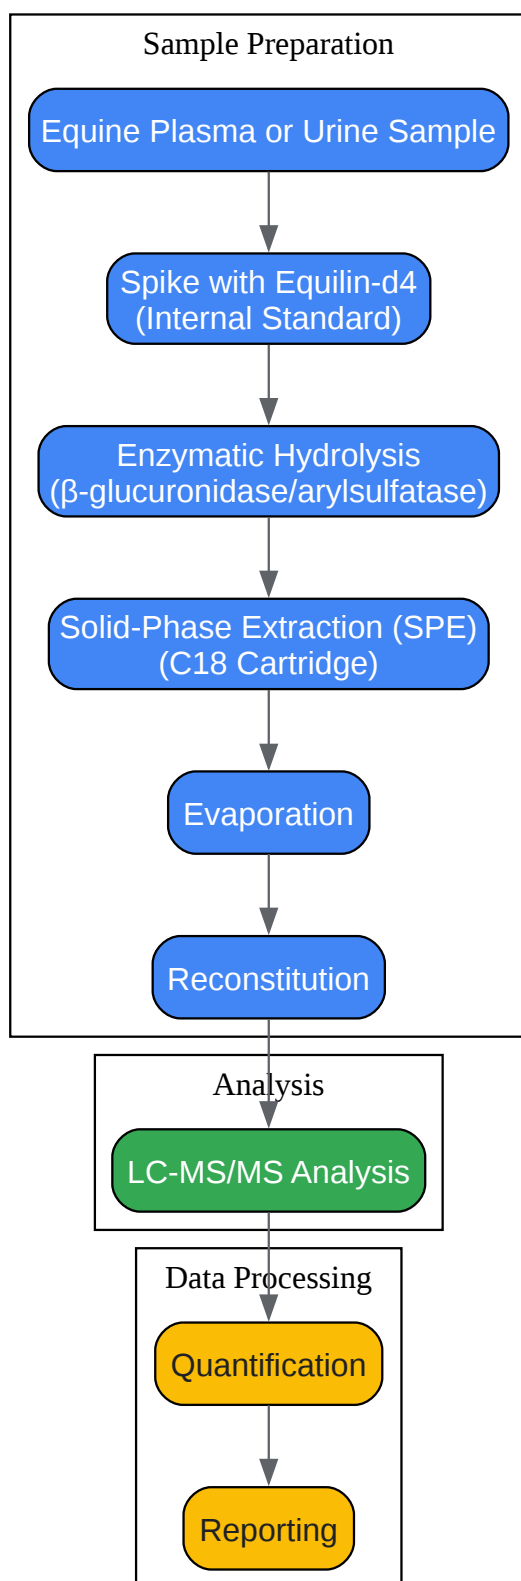 Sample Preparation
Equine Plasma or Urine Sample
Spike with Equilin-d4
(Internal Standard)
Enzymatic Hydrolysis
(β-glucuronidase/arylsulfatase)
Solid-Phase Extraction (SPE)
(C18 Cartridge)
Evaporation
Reconstitution
Analysis
LC-MS/MS Analysis
Data Processing
Quantification
Reporting